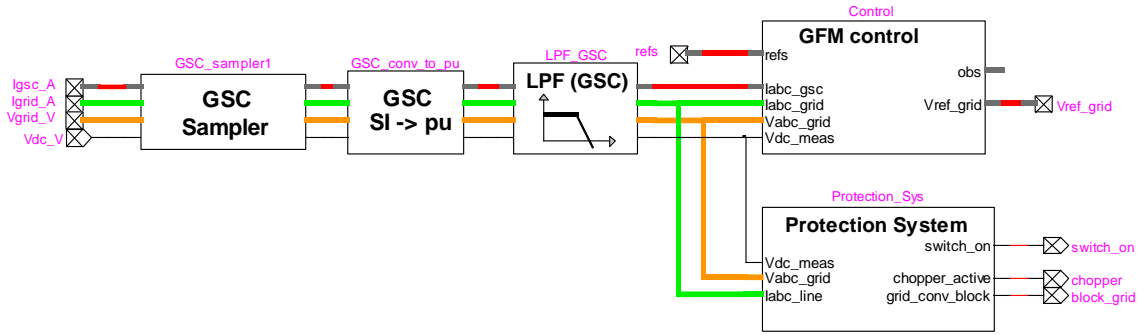 Control
GFM control
refs
refs
obs
Iabc_gsc
Iabc_grid
Vabc_grid
Vdc_meas
Vref_grid
Vref_grid
GSC_sampler1
GSC_conv_to_pu
LPF_GSC
Igsc_A
Igrid_A
Vgrid_V
Vdc_V
GSC
Sampler
GSC
SI -> pu
LPF (GSC)
Protection_Sys
Protection System
switch_on
switch_on
Vdc_meas
Vabc_grid
Iabc_line
chopper_active
chopper
grid_conv_block
block_grid